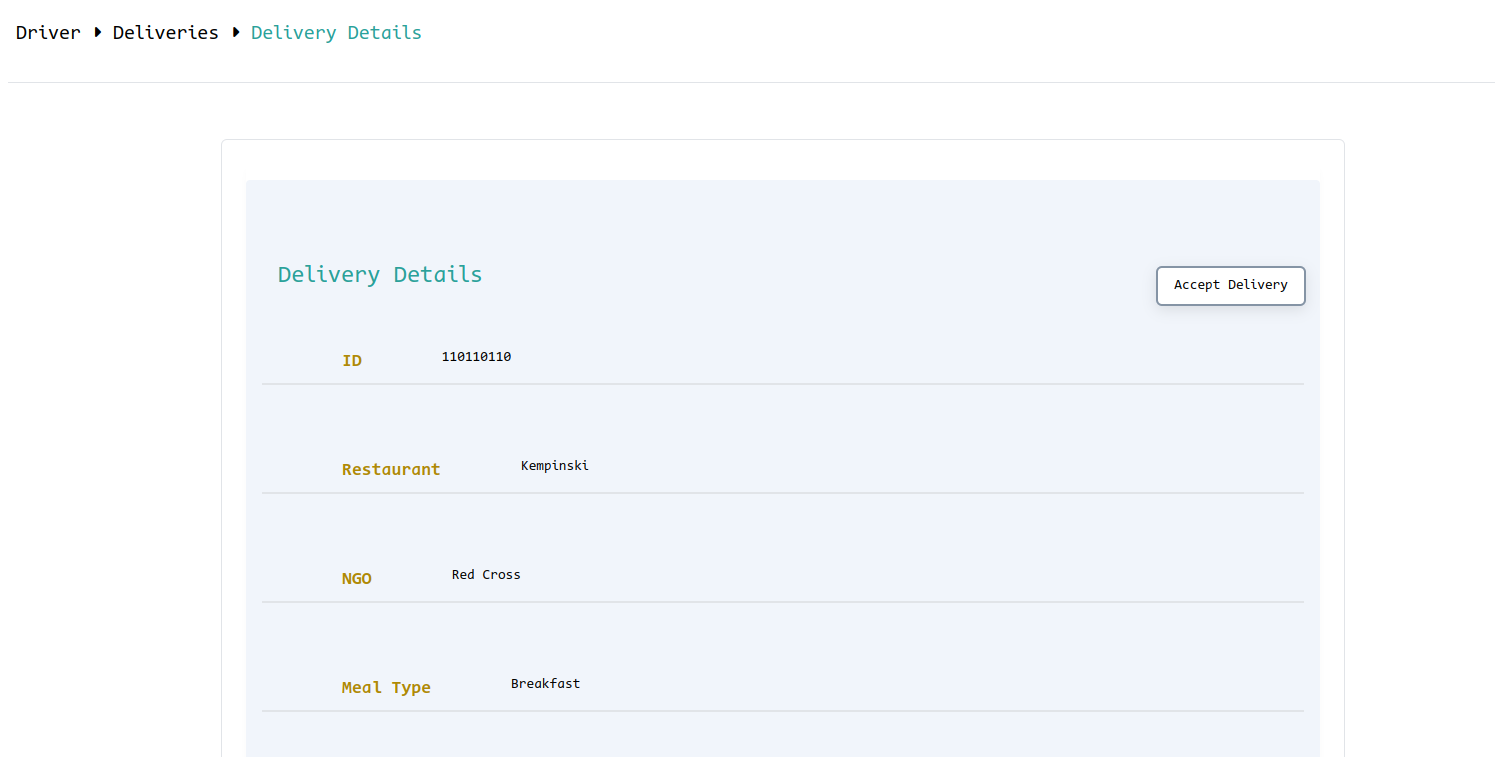 Driver Deliveries Delivery Details
Delivery Details
Accept Delivery
ID 110110110
Restaurant Kempinski
NGO Red Cross
Meal Type Breakfast